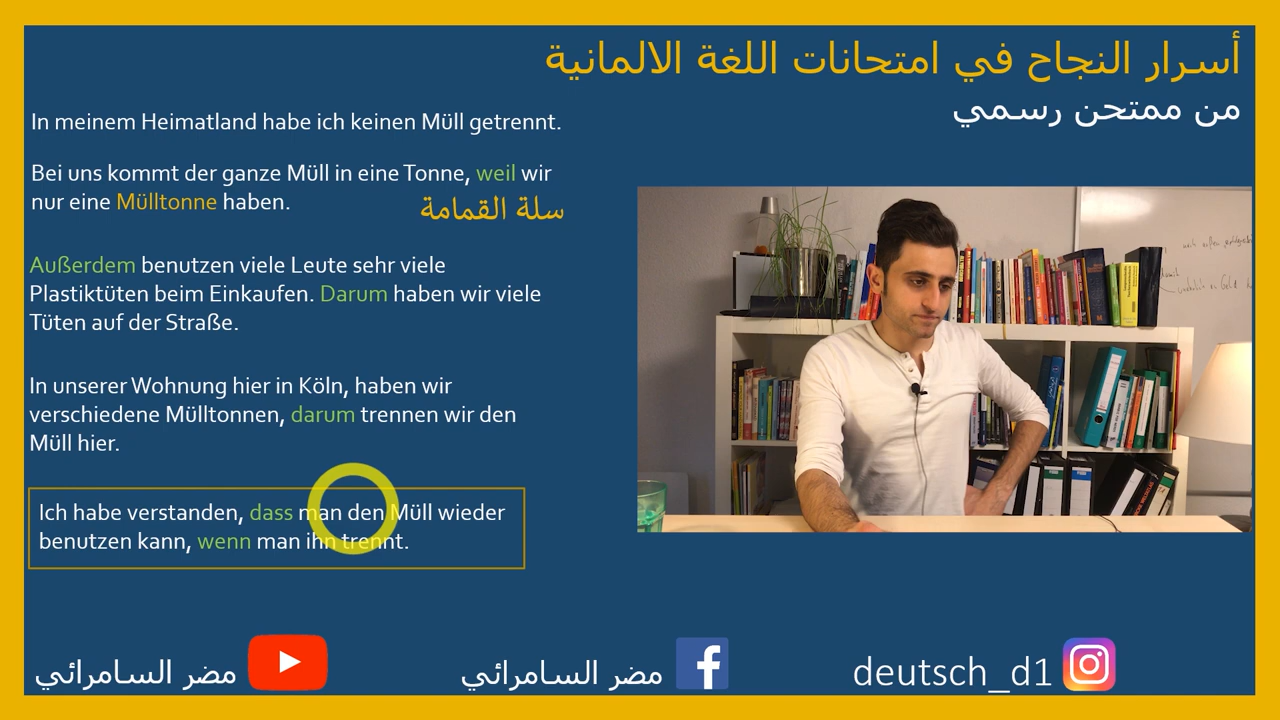 أسرار النجاح في امتحانات اللغة الالمانية
من ممتحن رسمي
In meinem Heimatland habe ich keinen Müll getrennt.
Bei uns kommt der ganze Müll in eine Tonne, weil wir
nur eine Mülltonne haben.
سلة القمامة
Außerdem benutzen viele Leute sehr viele
Plastiktüten beim Einkaufen. Darum haben wir viele
Tüten auf der Straße.
In unserer Wohnung hier in Köln, haben wir
verschiedene Mülltonnen, darum trennen wir den
Müll hier.
Ich habe verstanden, dass man den Müll wieder
benutzen kann, wenn man ihn trennt.
مضر السامرائي
مضر السامرائي
deutsch_d1